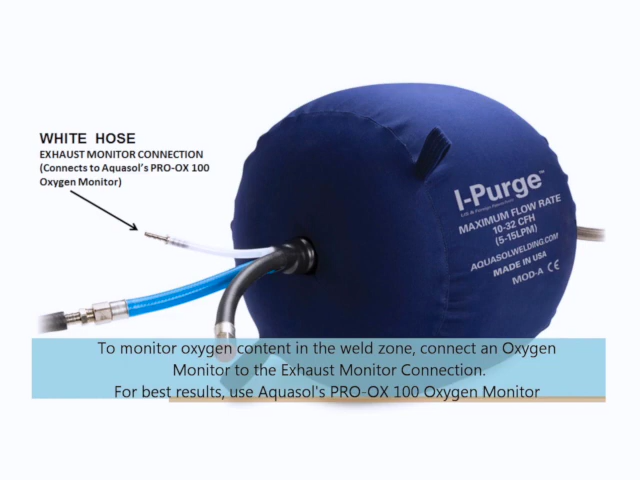 WHITE HOSE
EXHAUST MONITOR CONNECTION
(Connects to Aquasol's PRO-OX 100
Oxygen Monitor)
I-Purge™
MAXIMUM FLOW RATE
10-32 CFH
(5-15LPM)
AQUASOLWELDING.COM
MADE IN USA
MOD-A CE
To monitor oxygen content in the weld zone, connect an Oxygen
Monitor to the Exhaust Monitor Connection.
For best results, use Aquasol's PRO-OX 100 Oxygen Monitor